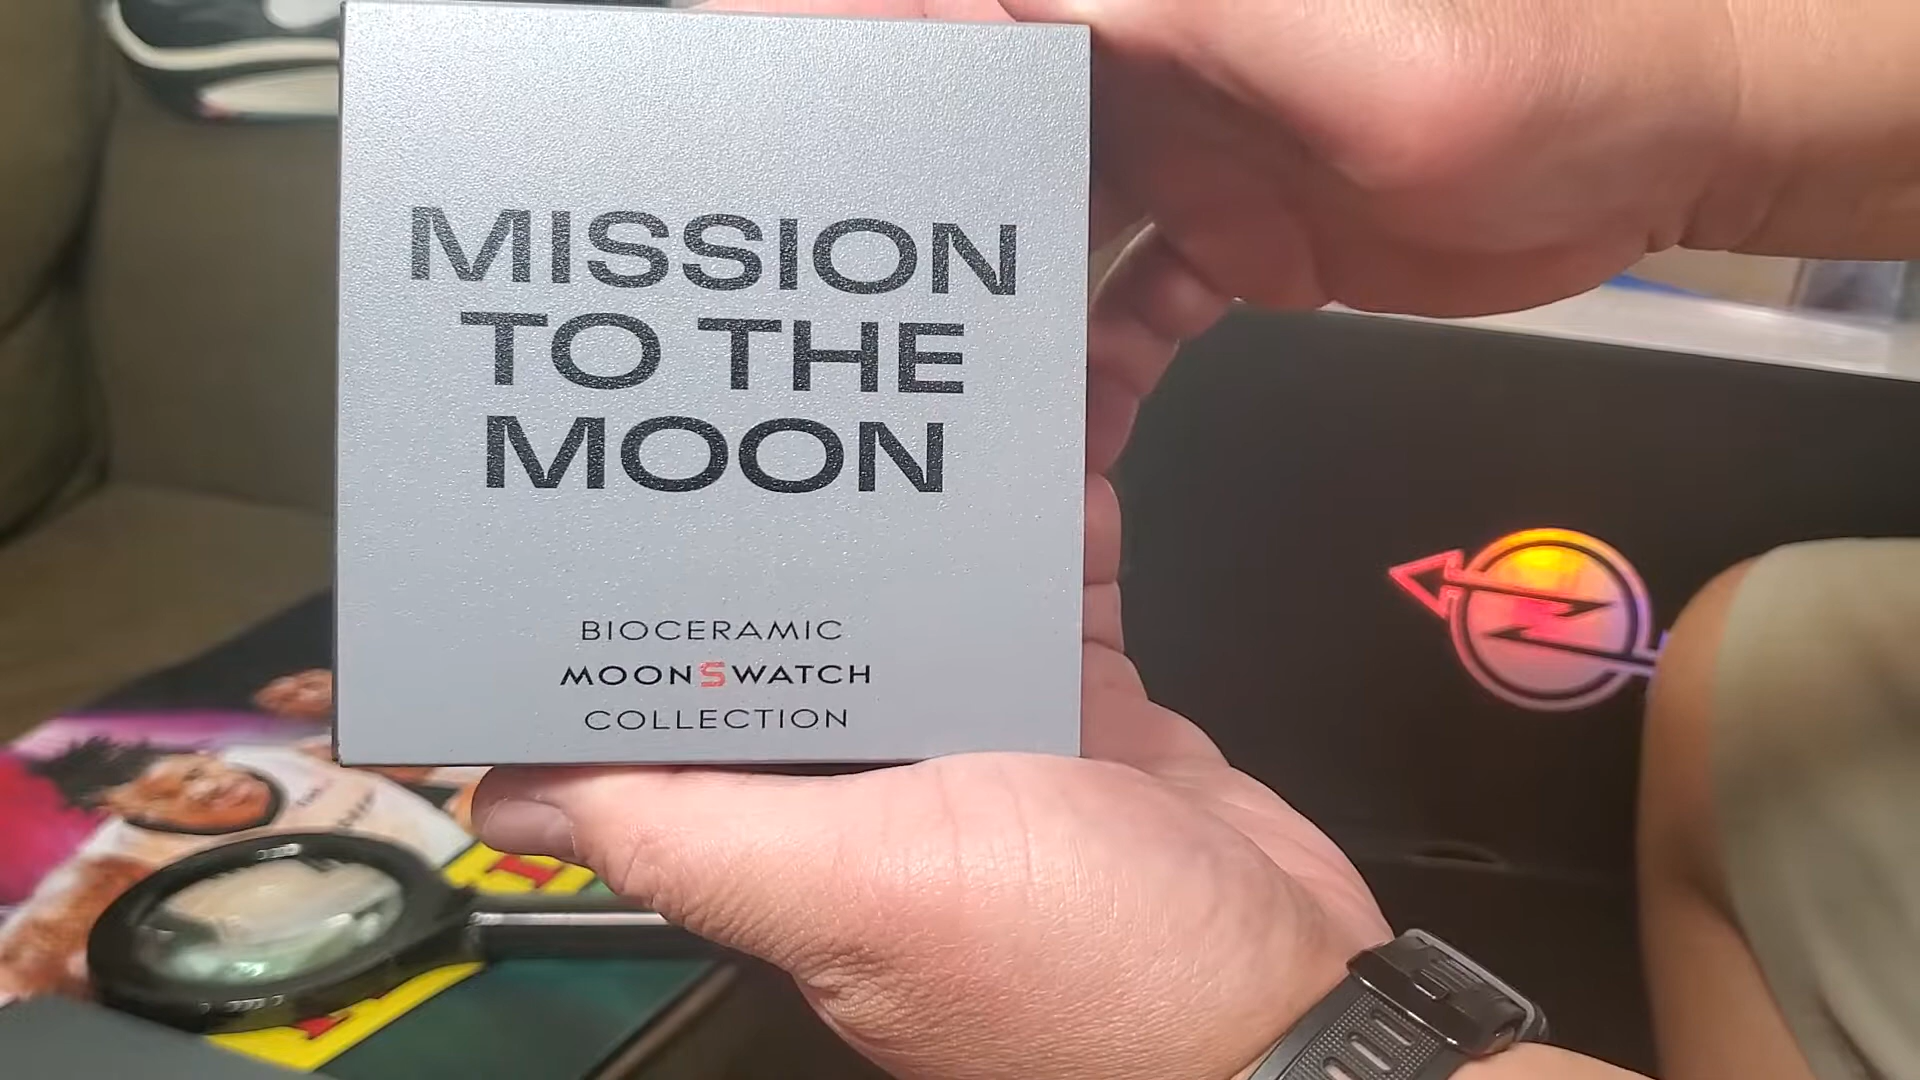 MISSION
TO THE
MOON
BIOCERAMIC
MOONSWATCH
COLLECTION